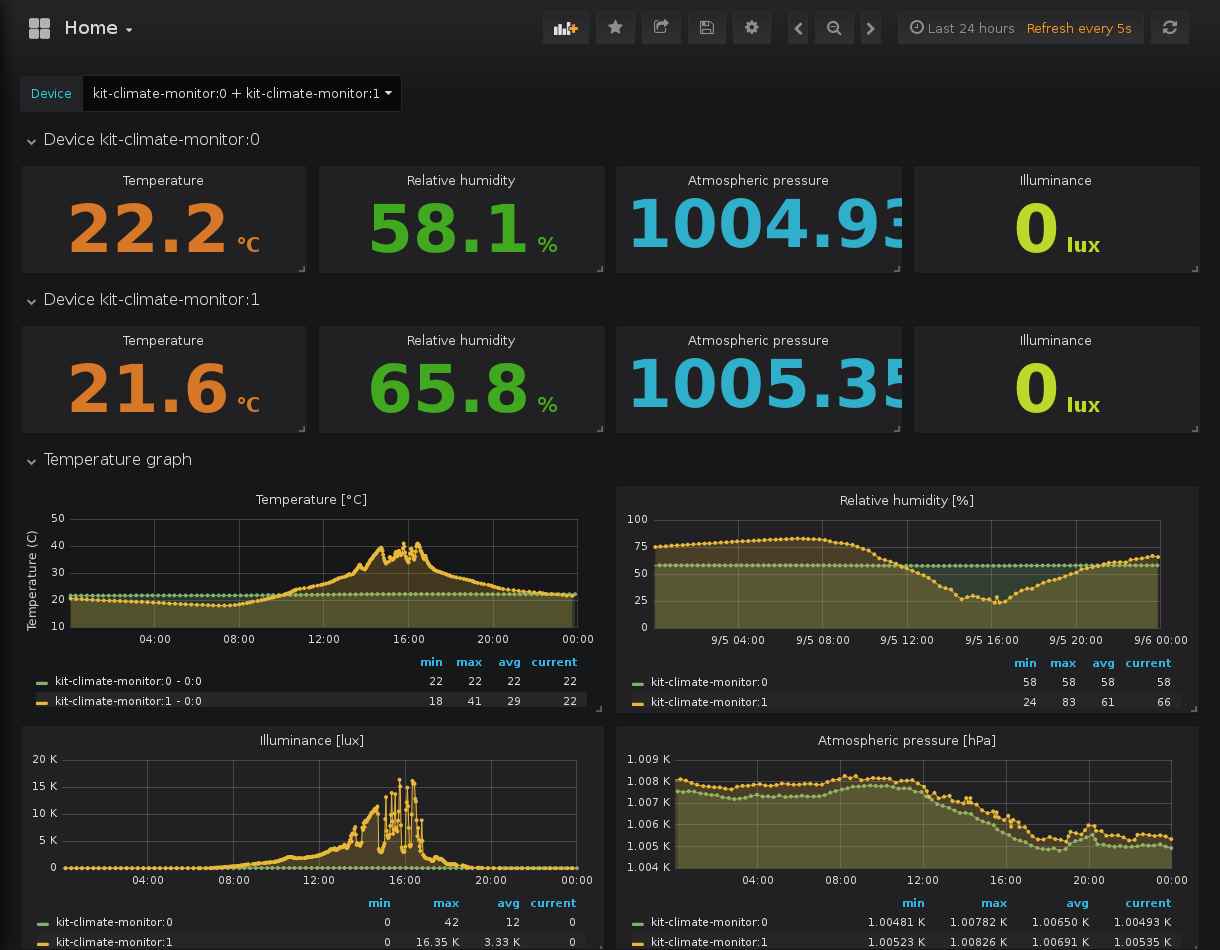 Home
Last 24 hours Refresh every 5s
Device kit-climate-monitor:0 + kit-climate-monitor:1
Device kit-climate-monitor:0
Temperature Relative humidity Atmospheric pressure Illuminance
22.2 °C 58.1 % 1004.93 0 lux
Device kit-climate-monitor:1
Temperature Relative humidity Atmospheric pressure Illuminance
21.6 °C 65.8 % 1005.35 0 lux
Temperature graph
Temperature [°C]
Temperature (C)
50
40
30
20
10
04:00 08:00 12:00 16:00 20:00 00:00
min max avg current
kit-climate-monitor:0 - 0:0 22 22 22 22
kit-climate-monitor:1 - 0:0 18 41 29 22
Relative humidity [%]
100
75
50
25
0
9/5 04:00 9/5 08:00 9/5 12:00 9/5 16:00 9/5 20:00 9/6 00:00
min max avg current
kit-climate-monitor:0 58 58 58 58
kit-climate-monitor:1 24 83 61 66
Illuminance [lux]
20 K
15 K
10 K
5 K
0
04:00 08:00 12:00 16:00 20:00 00:00
min max avg current
kit-climate-monitor:0 0 42 12 0
kit-climate-monitor:1 0 16.35 K 3.33 K 0
Atmospheric pressure [hPa]
1.009 K
1.008 K
1.007 K
1.006 K
1.005 K
1.004 K
04:00 08:00 12:00 16:00 20:00 00:00
min max avg current
kit-climate-monitor:0 1.00481 K 1.00782 K 1.00650 K 1.00493 K
kit-climate-monitor:1 1.00523 K 1.00826 K 1.00691 K 1.00535 K